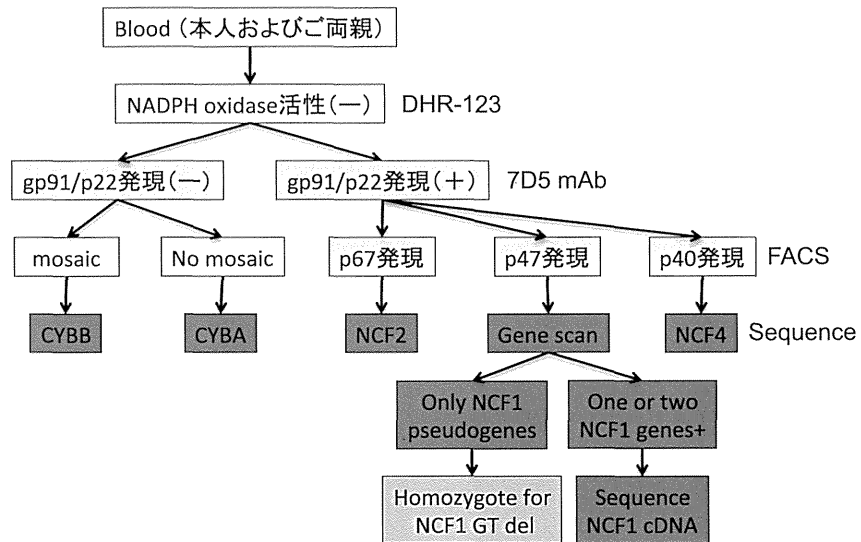 Blood（本人およびご両親）
NADPH oxidase活性（ー）
DHR-123
gp91/p22発現（ー）
gp91/p22発現（＋）
7D5 mAb
mosaic
No mosaic
p67発現
p47発現
p40発現
FACS
CYBB
CYBA
NCF2
Gene scan
NCF4
Sequence
Only NCF1
pseudogenes
One or two
NCF1 genes+
Homozygote for
NCF1 GT del
Sequence
NCF1 cDNA